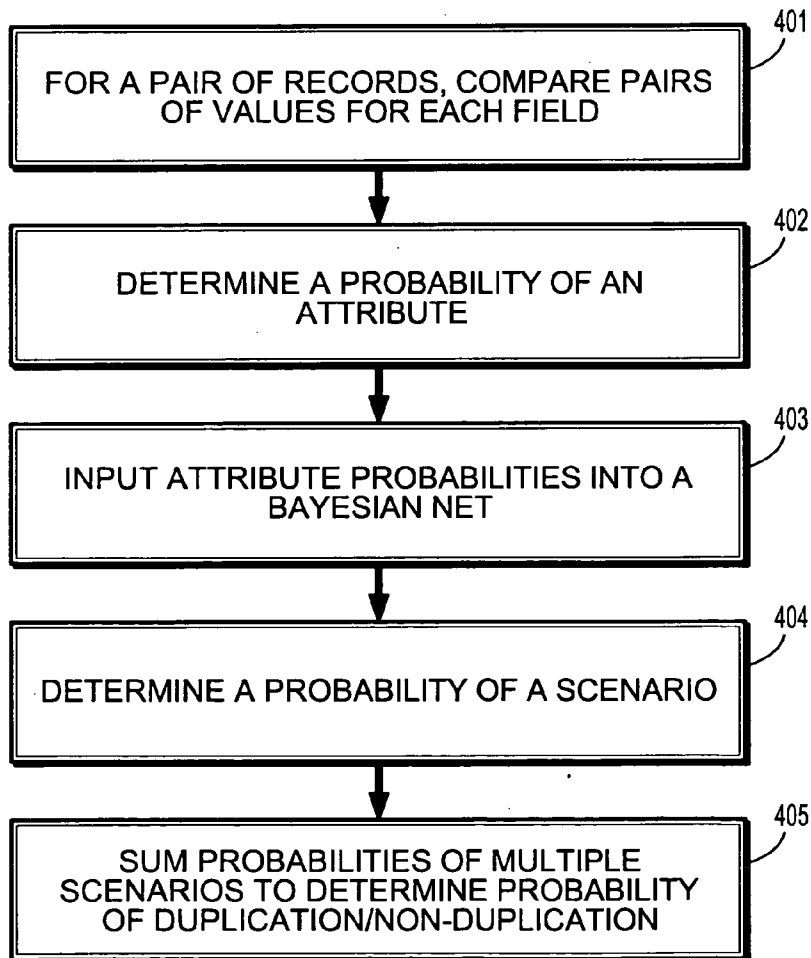 401
FOR A PAIR OF RECORDS, COMPARE PAIRS
OF VALUES FOR EACH FIELD
402
DETERMINE A PROBABILITY OF AN
ATTRIBUTE
403
INPUT ATTRIBUTE PROBABILITIES INTO A
BAYESIAN NET
404
DETERMINE A PROBABILITY OF A SCENARIO
405
SUM PROBABILITIES OF MULTIPLE
SCENARIOS TO DETERMINE PROBABILITY
OF DUPLICATION/NON-DUPLICATION